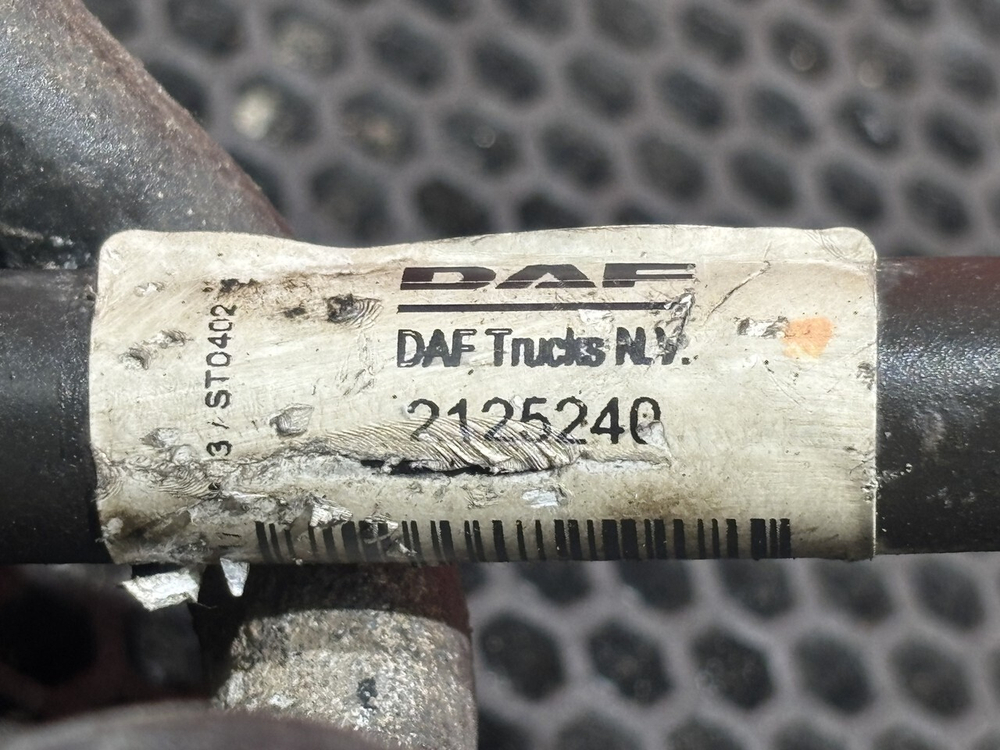 DAF
DAF Trucks N.V.
2125240
3 / ST0402